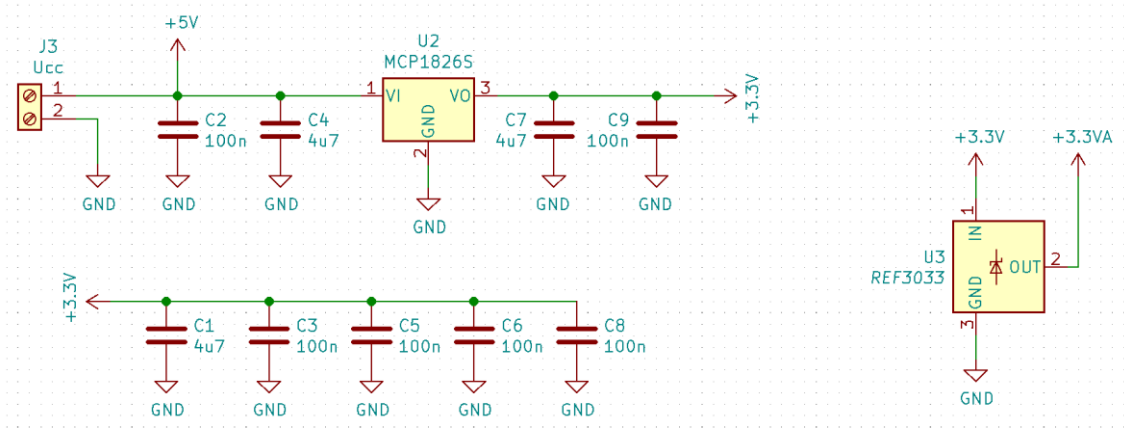 +5V
J3
Ucc
1
2
GND
C2
100n
GND
C4
4u7
GND
U2
MCP1826S
1
VI
VO
3
GND
2
GND
C7
4u7
GND
C9
100n
GND
+3.3V
+3.3V
C1
4u7
GND
C3
100n
GND
C5
100n
GND
C6
100n
GND
C8
100n
GND
+3.3V
+3.3VA
1
IN
U3
REF3033
OUT
2
GND
3
GND